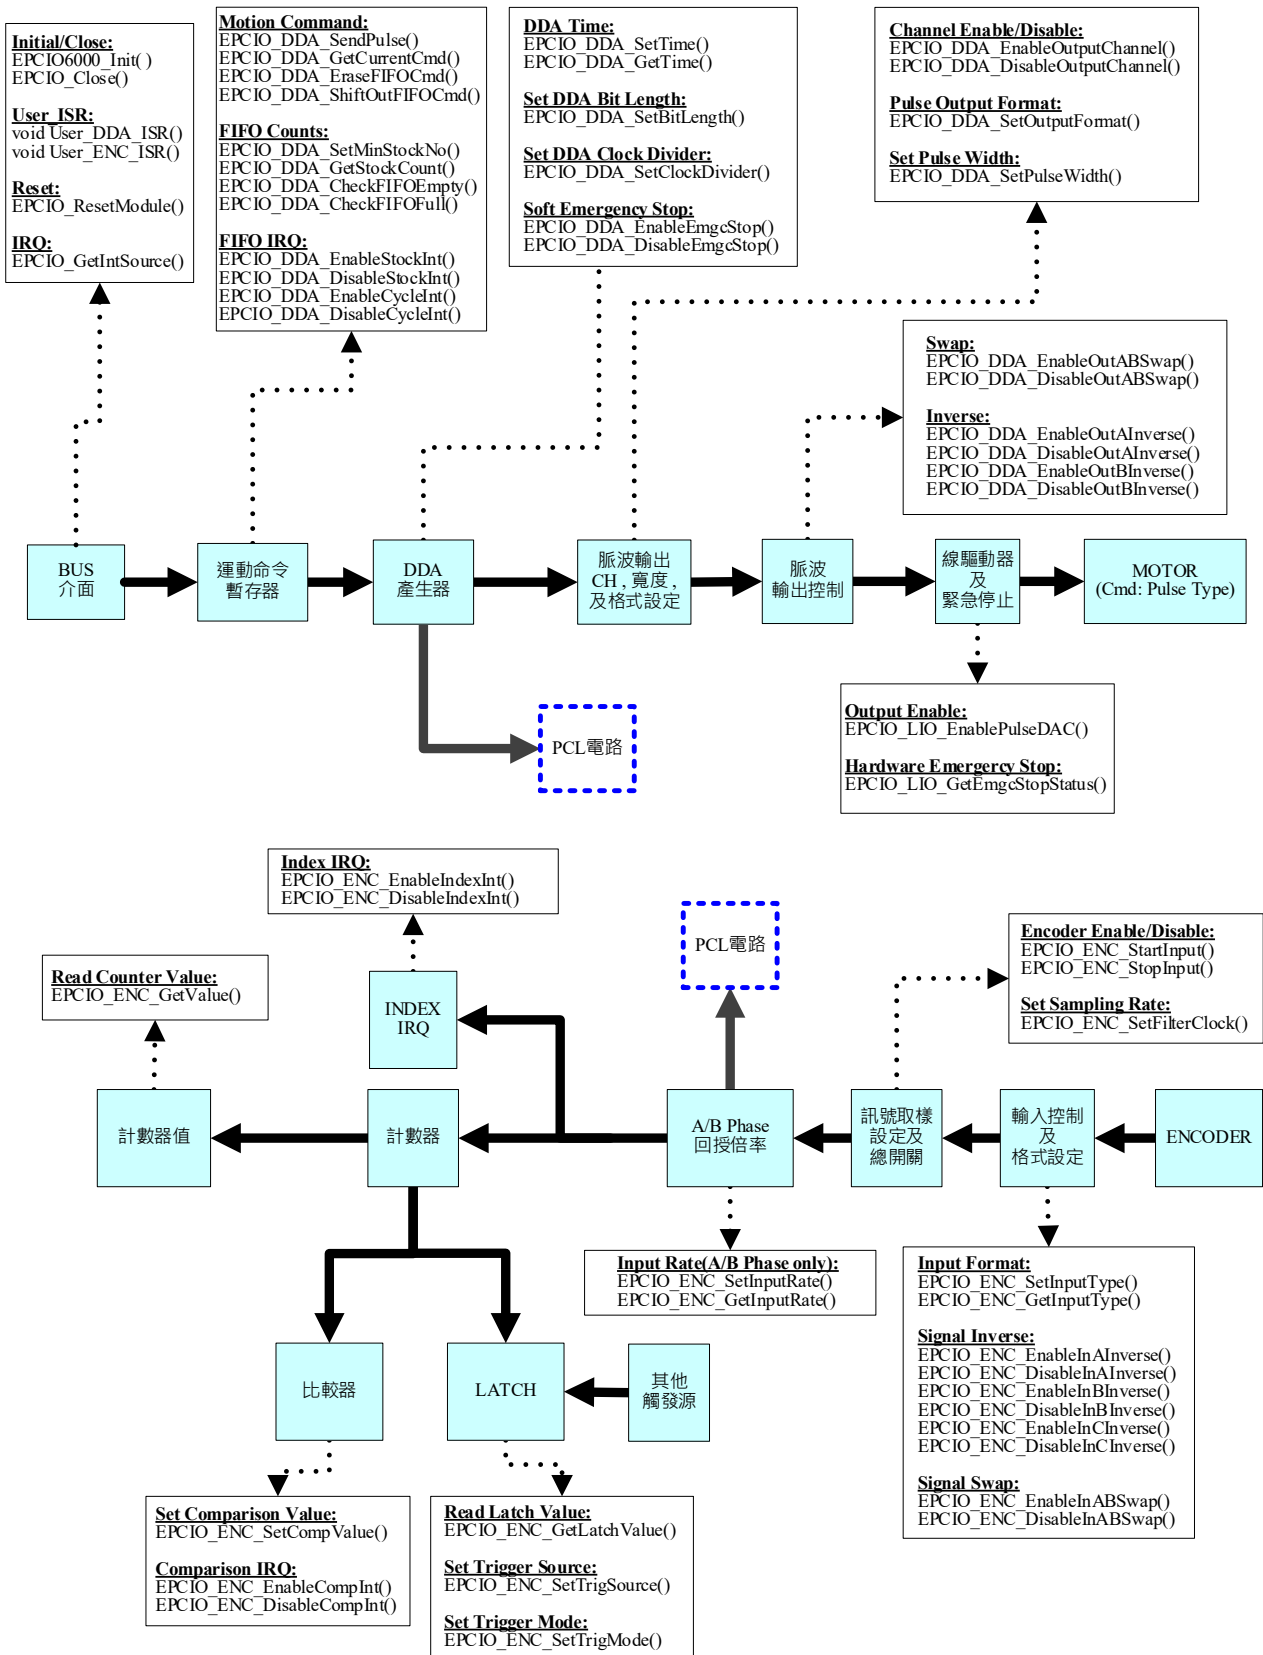 Initial/Close:
EPCIO6000_Init( )
EPCIO_Close()
User_ISR:
void User_DDA_ISR()
void User_ENC_ISR()
Reset:
EPCIO_ResetModule()
IRQ:
EPCIO_GetIntSource()
Motion Command:
EPCIO_DDA_SendPulse()
EPCIO_DDA_GetCurrentCmd()
EPCIO_DDA_EraseFIFOCmd()
EPCIO_DDA_ShiftOutFIFOCmd()
FIFO Counts:
EPCIO_DDA_SetMinStockNo()
EPCIO_DDA_GetStockCount()
EPCIO_DDA_CheckFIFOEmpty()
EPCIO_DDA_CheckFIFOFull()
FIFO IRQ:
EPCIO_DDA_EnableStockInt()
EPCIO_DDA_DisableStockInt()
EPCIO_DDA_EnableCycleInt()
EPCIO_DDA_DisableCycleInt()
DDA Time:
EPCIO_DDA_SetTime()
EPCIO_DDA_GetTime()
Set DDA Bit Length:
EPCIO_DDA_SetBitLength()
Set DDA Clock Divider:
EPCIO_DDA_SetClockDivider()
Soft Emergency Stop:
EPCIO_DDA_EnableEmgcStop()
EPCIO_DDA_DisableEmgcStop()
Channel Enable/Disable:
EPCIO_DDA_EnableOutputChannel()
EPCIO_DDA_DisableOutputChannel()
Pulse Output Format:
EPCIO_DDA_SetOutputFormat()
Set Pulse Width:
EPCIO_DDA_SetPulseWidth()
Swap:
EPCIO_DDA_EnableOutABSwap()
EPCIO_DDA_DisableOutABSwap()
Inverse:
EPCIO_DDA_EnableOutAInverse()
EPCIO_DDA_DisableOutAInverse()
EPCIO_DDA_EnableOutBInverse()
EPCIO_DDA_DisableOutBInverse()
BUS
介面
運動命令
暫存器
DDA
產生器
脈波輸出
CH , 寬度 ,
及格式設定
脈波
輸出控制
線驅動器
及
緊急停止
MOTOR
(Cmd: Pulse Type)
PCL電路
Output Enable:
EPCIO_LIO_EnablePulseDAC()
Hardware Emergercy Stop:
EPCIO_LIO_GetEmgcStopStatus()
Index IRQ:
EPCIO_ENC_EnableIndexInt()
EPCIO_ENC_DisableIndexInt()
PCL電路
Encoder Enable/Disable:
EPCIO_ENC_StartInput()
EPCIO_ENC_StopInput()
Set Sampling Rate:
EPCIO_ENC_SetFilterClock()
Read Counter Value:
EPCIO_ENC_GetValue()
INDEX
IRQ
計數器值
計數器
A/B Phase
回授倍率
訊號取樣
設定及
總開關
輸入控制
及
格式設定
ENCODER
Input Rate(A/B Phase only):
EPCIO_ENC_SetInputRate()
EPCIO_ENC_GetInputRate()
Input Format:
EPCIO_ENC_SetInputType()
EPCIO_ENC_GetInputType()
Signal Inverse:
EPCIO_ENC_EnableInAInverse()
EPCIO_ENC_DisableInAInverse()
EPCIO_ENC_EnableInBInverse()
EPCIO_ENC_DisableInBInverse()
EPCIO_ENC_EnableInCInverse()
EPCIO_ENC_DisableInCInverse()
Signal Swap:
EPCIO_ENC_EnableInABSwap()
EPCIO_ENC_DisableInABSwap()
比較器
LATCH
其他
觸發源
Set Comparison Value:
EPCIO_ENC_SetCompValue()
Comparison IRQ:
EPCIO_ENC_EnableCompInt()
EPCIO_ENC_DisableCompInt()
Read Latch Value:
EPCIO_ENC_GetLatchValue()
Set Trigger Source:
EPCIO_ENC_SetTrigSource()
Set Trigger Mode:
EPCIO_ENC_SetTrigMode()